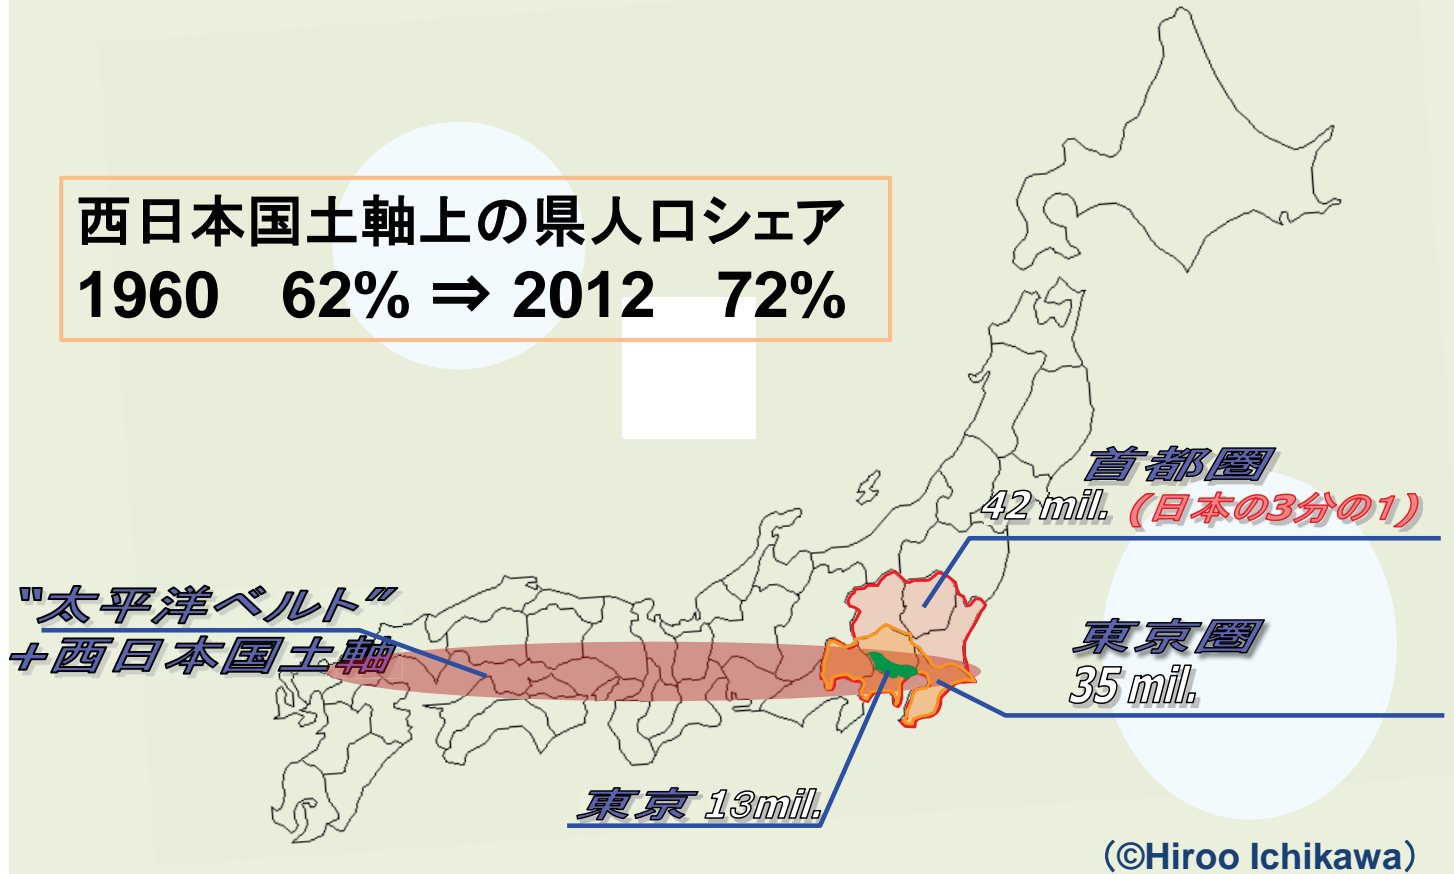 西日本国土軸上の県人口シェア
1960 62% ⇒ 2012 72%
首都圏
42 mil. (日本の3分の1)
“太平洋ベルト”
+西日本国土軸
東京圏
35 mil.
東京 13mil.
(©Hiroo Ichikawa)